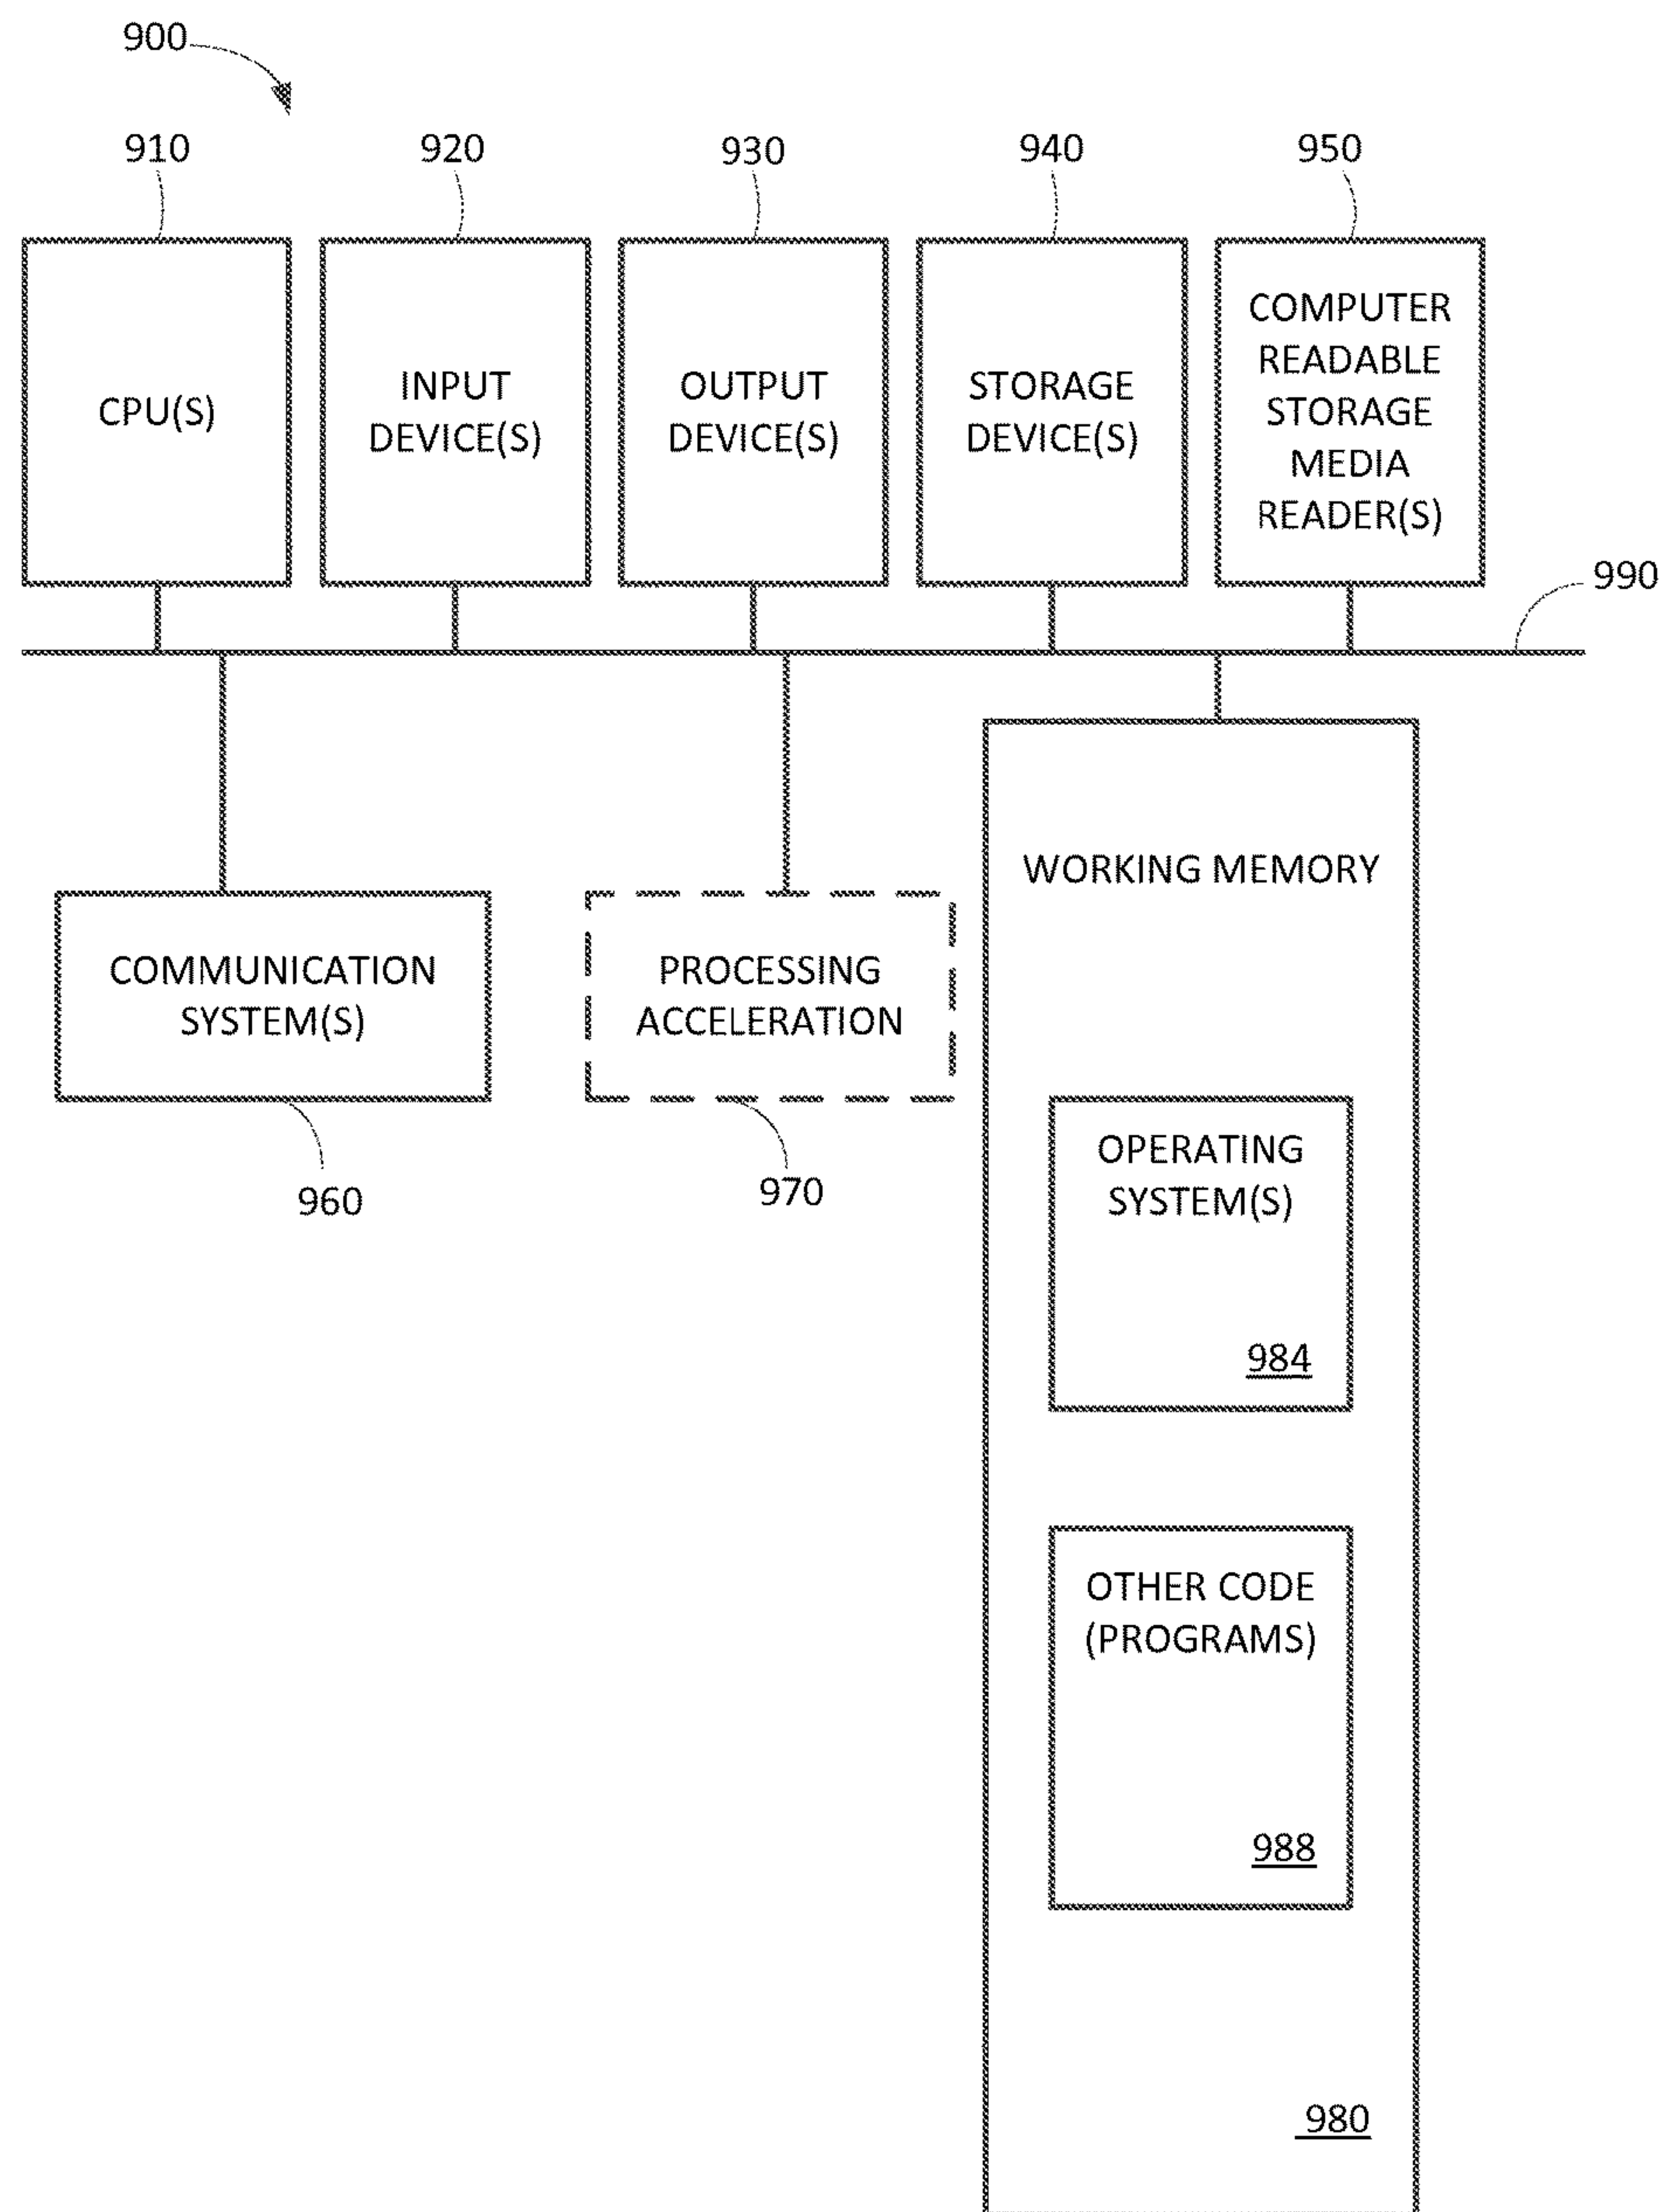 900
910
920
930
940
950
CPU(S)
INPUT
DEVICE(S)
OUTPUT
DEVICE(S)
STORAGE
DEVICE(S)
COMPUTER
READABLE
STORAGE
MEDIA
READER(S)
990
COMMUNICATION
SYSTEM(S)
960
PROCESSING
ACCELERATION
970
WORKING MEMORY
OPERATING
SYSTEM(S)
984
OTHER CODE
(PROGRAMS)
988
980